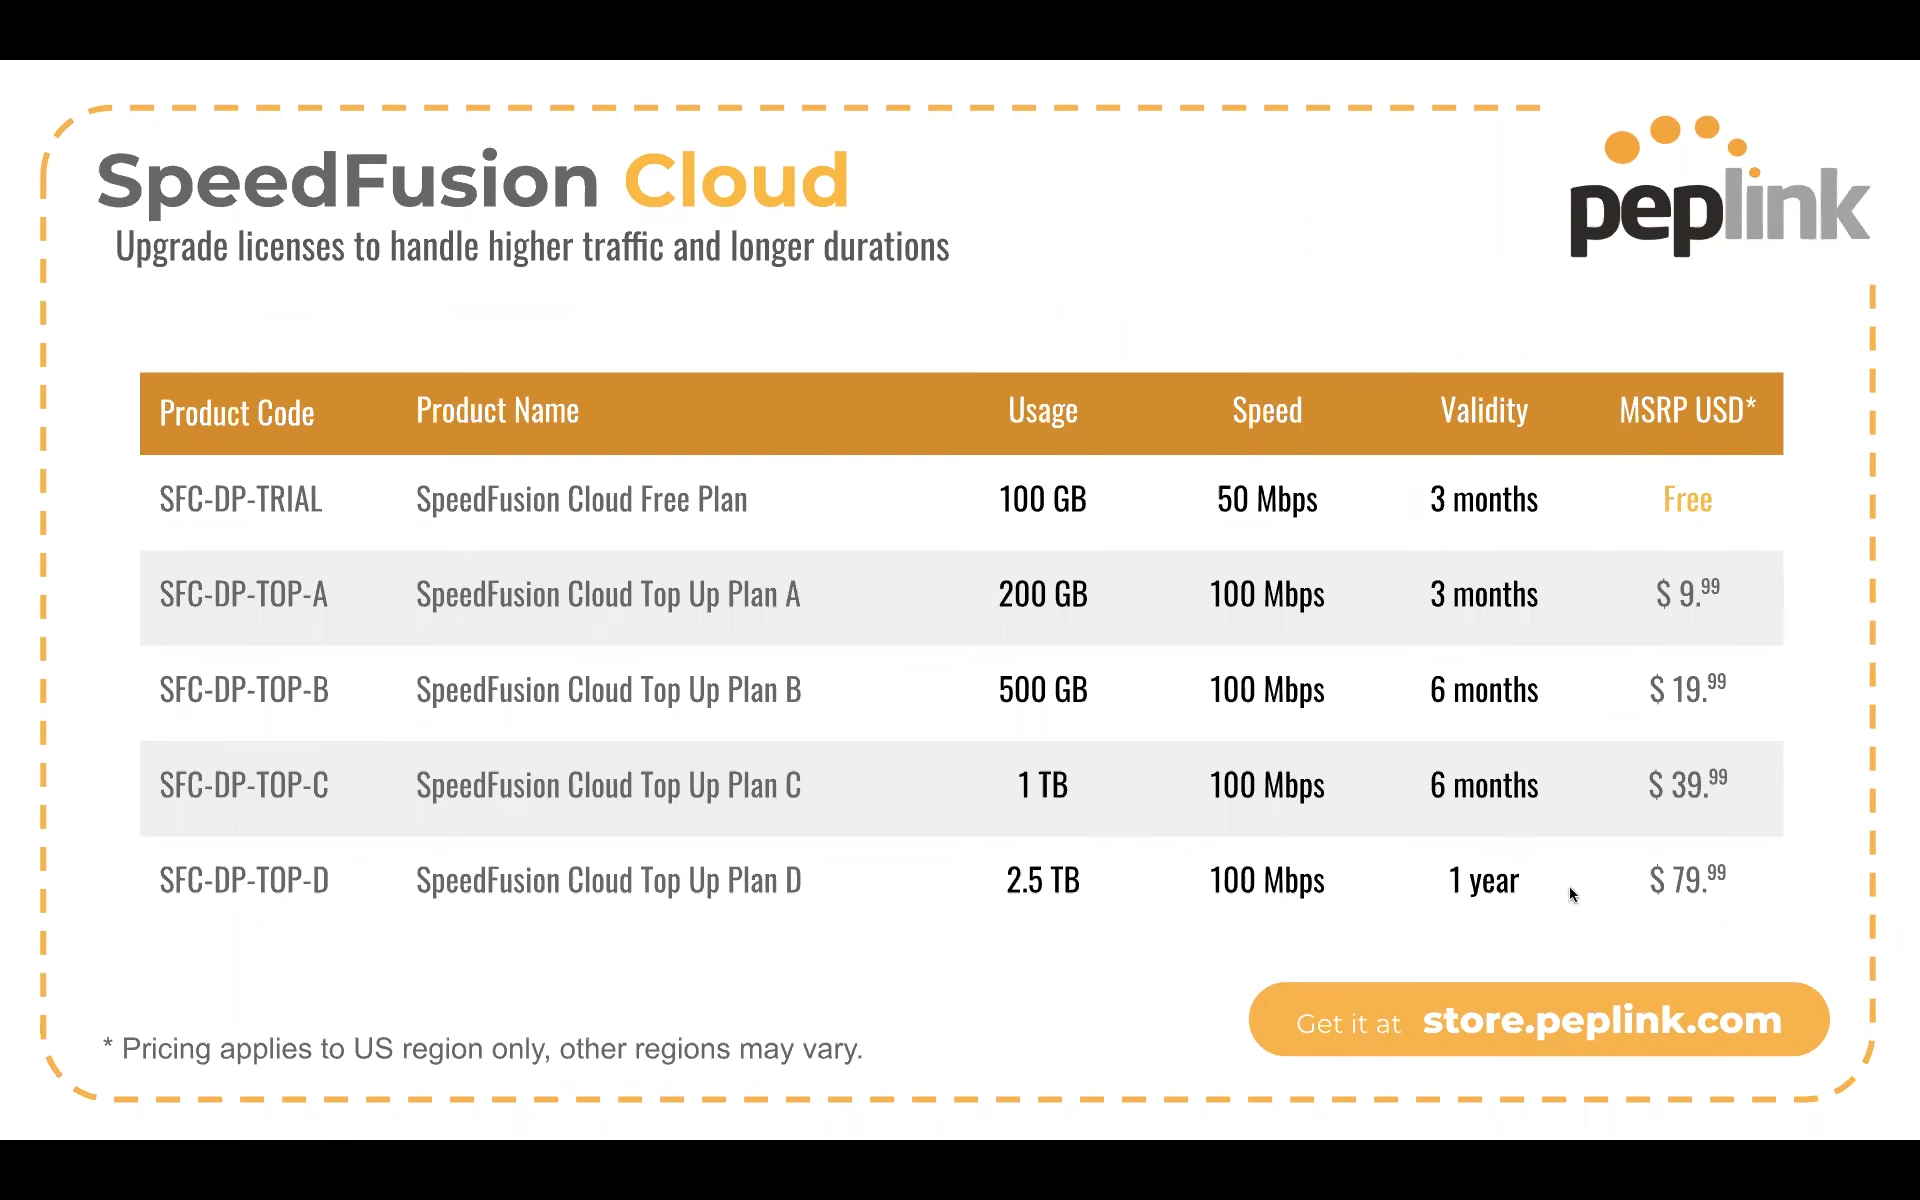 SpeedFusion Cloud
Upgrade licenses to handle higher traffic and longer durations
peplink
Product Code Product Name Usage Speed Validity MSRP USD*
SFC-DP-TRIAL SpeedFusion Cloud Free Plan 100 GB 50 Mbps 3 months Free
SFC-DP-TOP-A SpeedFusion Cloud Top Up Plan A 200 GB 100 Mbps 3 months $ 9.99
SFC-DP-TOP-B SpeedFusion Cloud Top Up Plan B 500 GB 100 Mbps 6 months $ 19.99
SFC-DP-TOP-C SpeedFusion Cloud Top Up Plan C 1 TB 100 Mbps 6 months $ 39.99
SFC-DP-TOP-D SpeedFusion Cloud Top Up Plan D 2.5 TB 100 Mbps 1 year $ 79.99
Get it at store.peplink.com
* Pricing applies to US region only, other regions may vary.